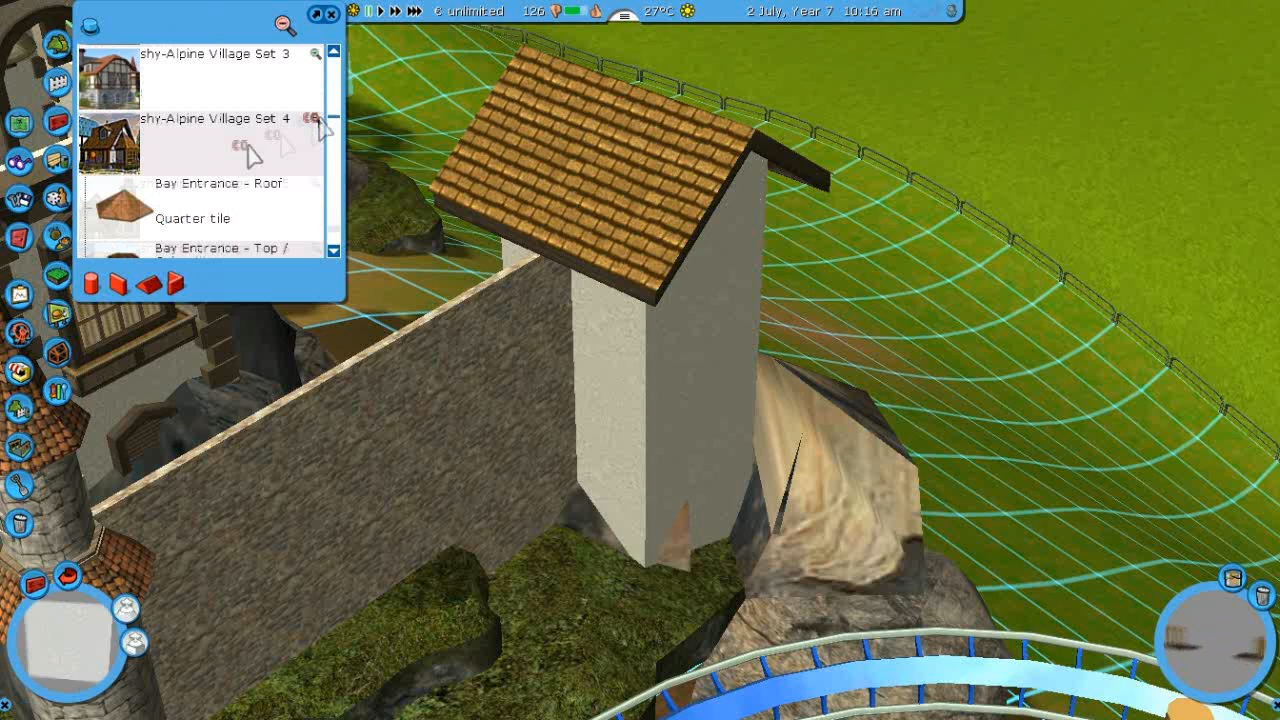 € unlimited 126 27°C 2 July, Year 7 10:16 am
shy-Alpine Village Set 3
shy-Alpine Village Set 4
Bay Entrance - Roof
Quarter tile
Bay Entrance - Top /